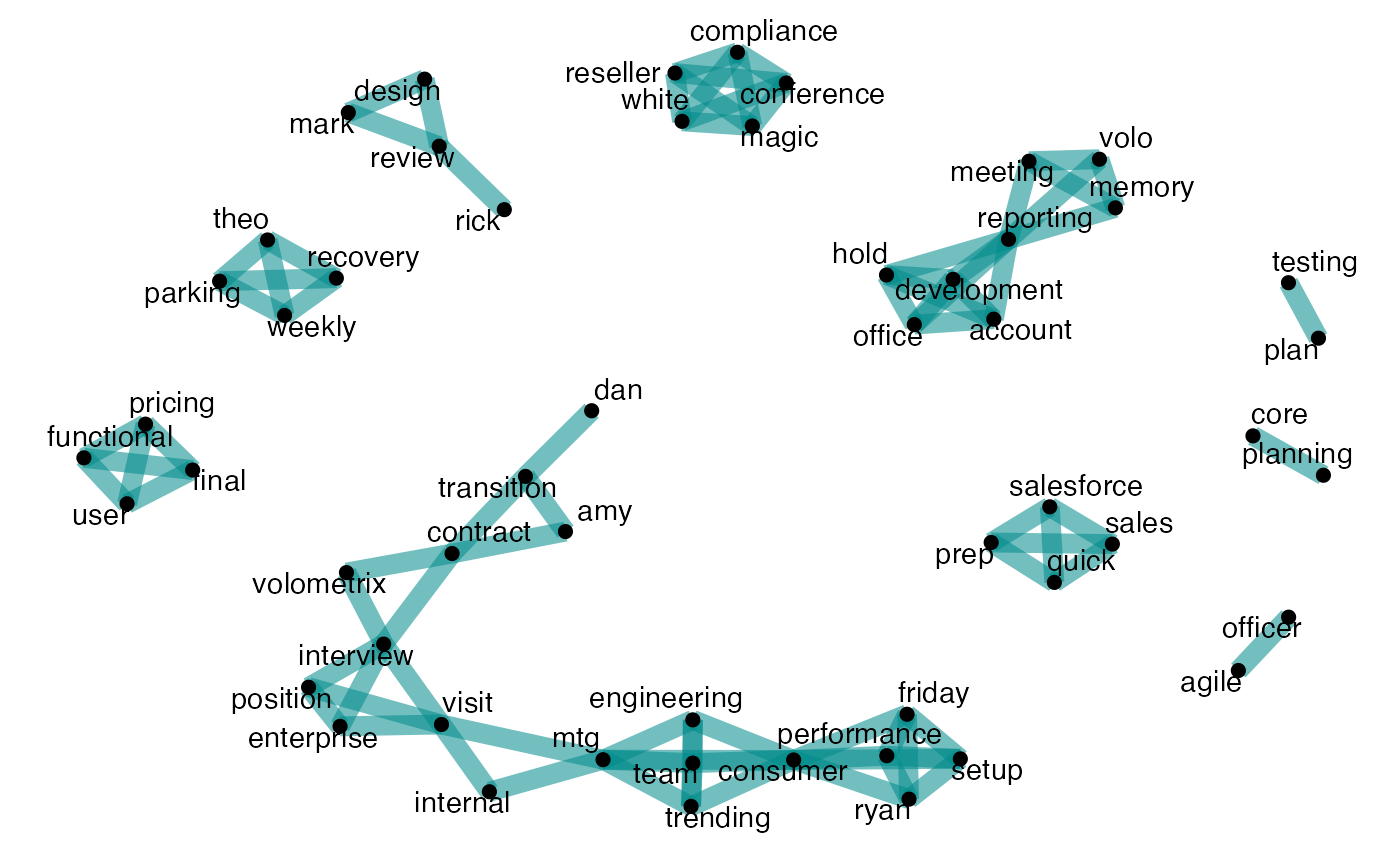 compliance
reseller
design
white
conference
mark
magic
volo
review
meeting
memory
theo
rick
reporting
recovery
hold
testing
parking
development
weekly
office
account
plan
dan
pricing
core
functional
planning
final
transition
salesforce
user
amy
sales
contract
prep
quick
volometrix
officer
interview
agile
position
visit
engineering
friday
enterprise
mtg
performance
team
consumer
setup
internal
trending
ryan